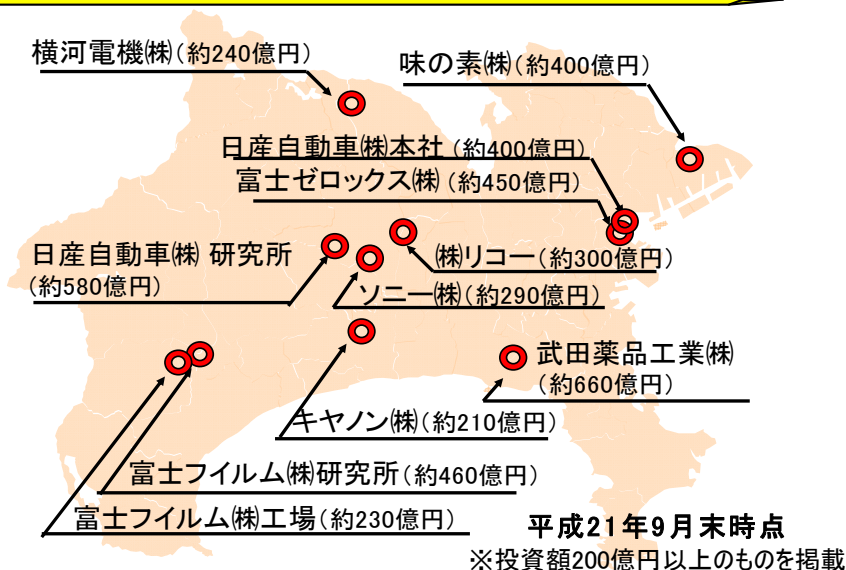 横河電機㈱(約240億円)
味の素㈱(約400億円)
日産自動車㈱本社(約400億円)
富士ゼロックス㈱(約450億円)
日産自動車㈱ 研究所
(約580億円)
㈱リコー(約300億円)
ソニー㈱(約290億円)
武田薬品工業㈱
(約660億円)
キヤノン㈱(約210億円)
富士フイルム㈱研究所(約460億円)
富士フイルム㈱工場(約230億円)
平成21年9月末時点
※投資額200億円以上のものを掲載